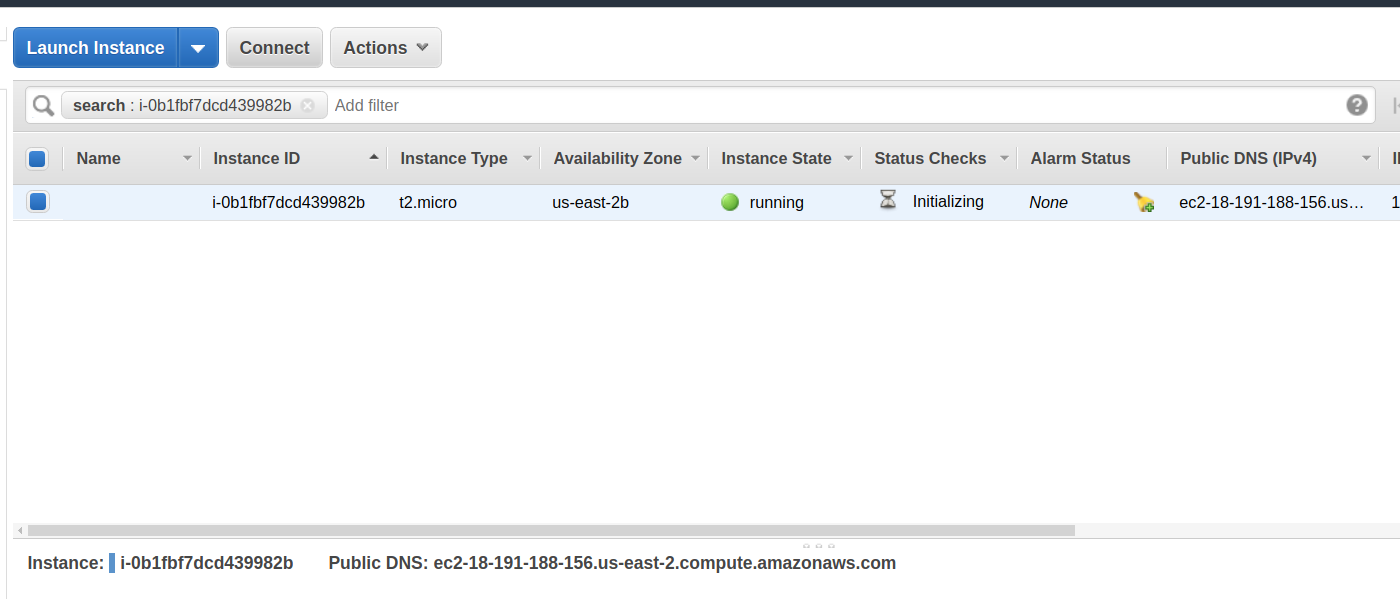 Launch Instance Connect Actions
search : i-0b1fbf7dcd439982b Add filter
Name Instance ID Instance Type Availability Zone Instance State Status Checks Alarm Status Public DNS (IPv4)
i-0b1fbf7dcd439982b t2.micro us-east-2b running Initializing None ec2-18-191-188-156.us…
Instance: i-0b1fbf7dcd439982b Public DNS: ec2-18-191-188-156.us-east-2.compute.amazonaws.com